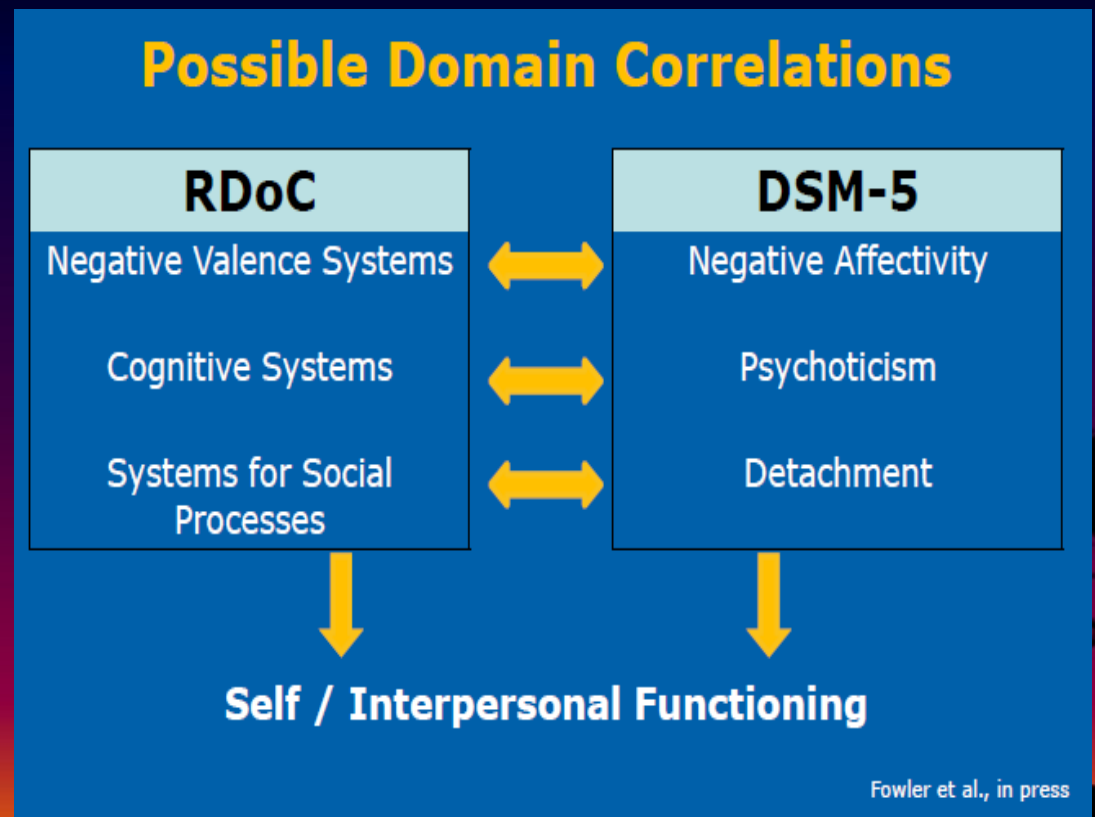 Possible Domain Correlations
RDoC
Negative Valence Systems
Cognitive Systems
Systems for Social
Processes
DSM-5
Negative Affectivity
Psychoticism
Detachment
Self / Interpersonal Functioning
Fowler et al., in press